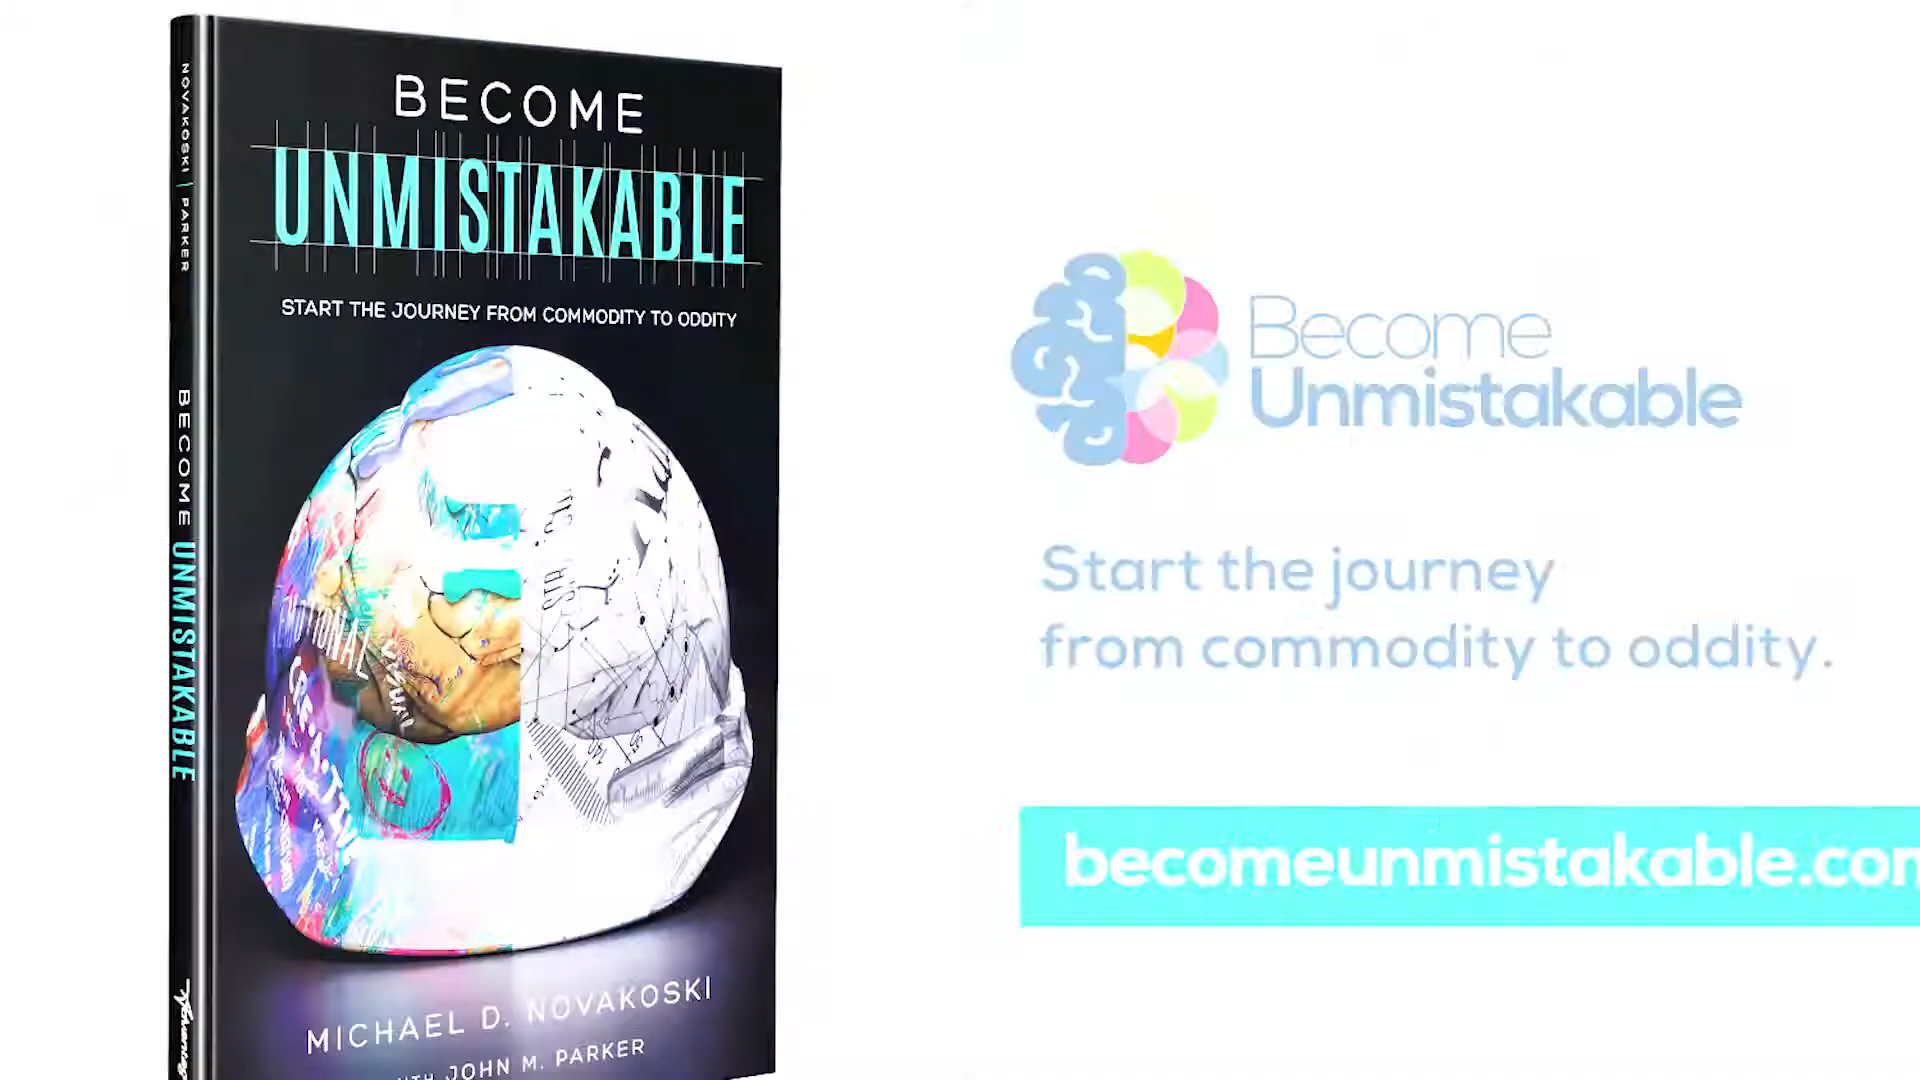 NOVAKOSKI | PARKER
BECOME UNMISTAKABLE
BECOME
UNMISTAKABLE
START THE JOURNEY FROM COMMODITY TO ODDITY
MICHAEL D. NOVAKOSKI
JOHN M. PARKER
Become
Unmistakable
Start the journey
from commodity to oddity.
becomeunmistakable.com